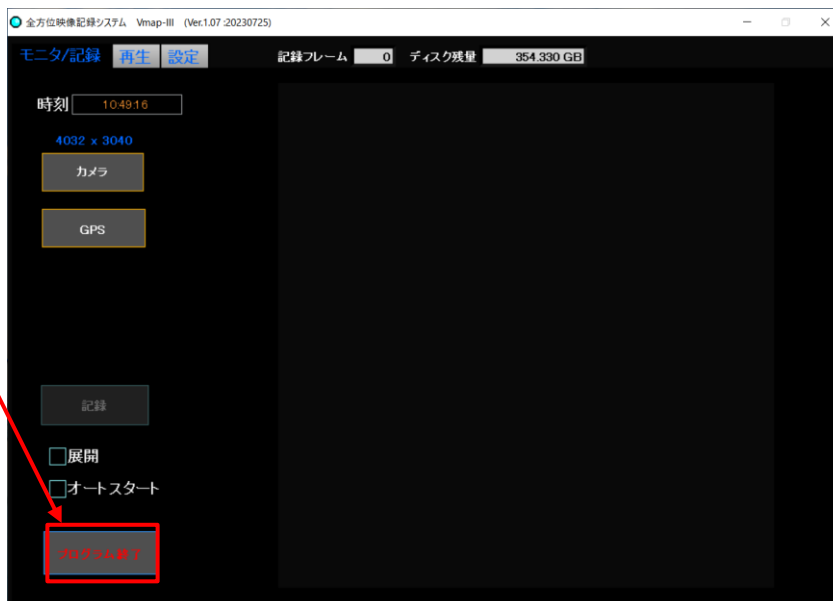 全方位映像記録システム Vmap-III (Ver.1.07 :20230725)
モニタ/記録 再生 設定 記録フレーム 0 ディスク残量 354.330 GB
時刻 10:49:16
4032 x 3040
カメラ
GPS
記録
展開
オートスタート
プログラム終了